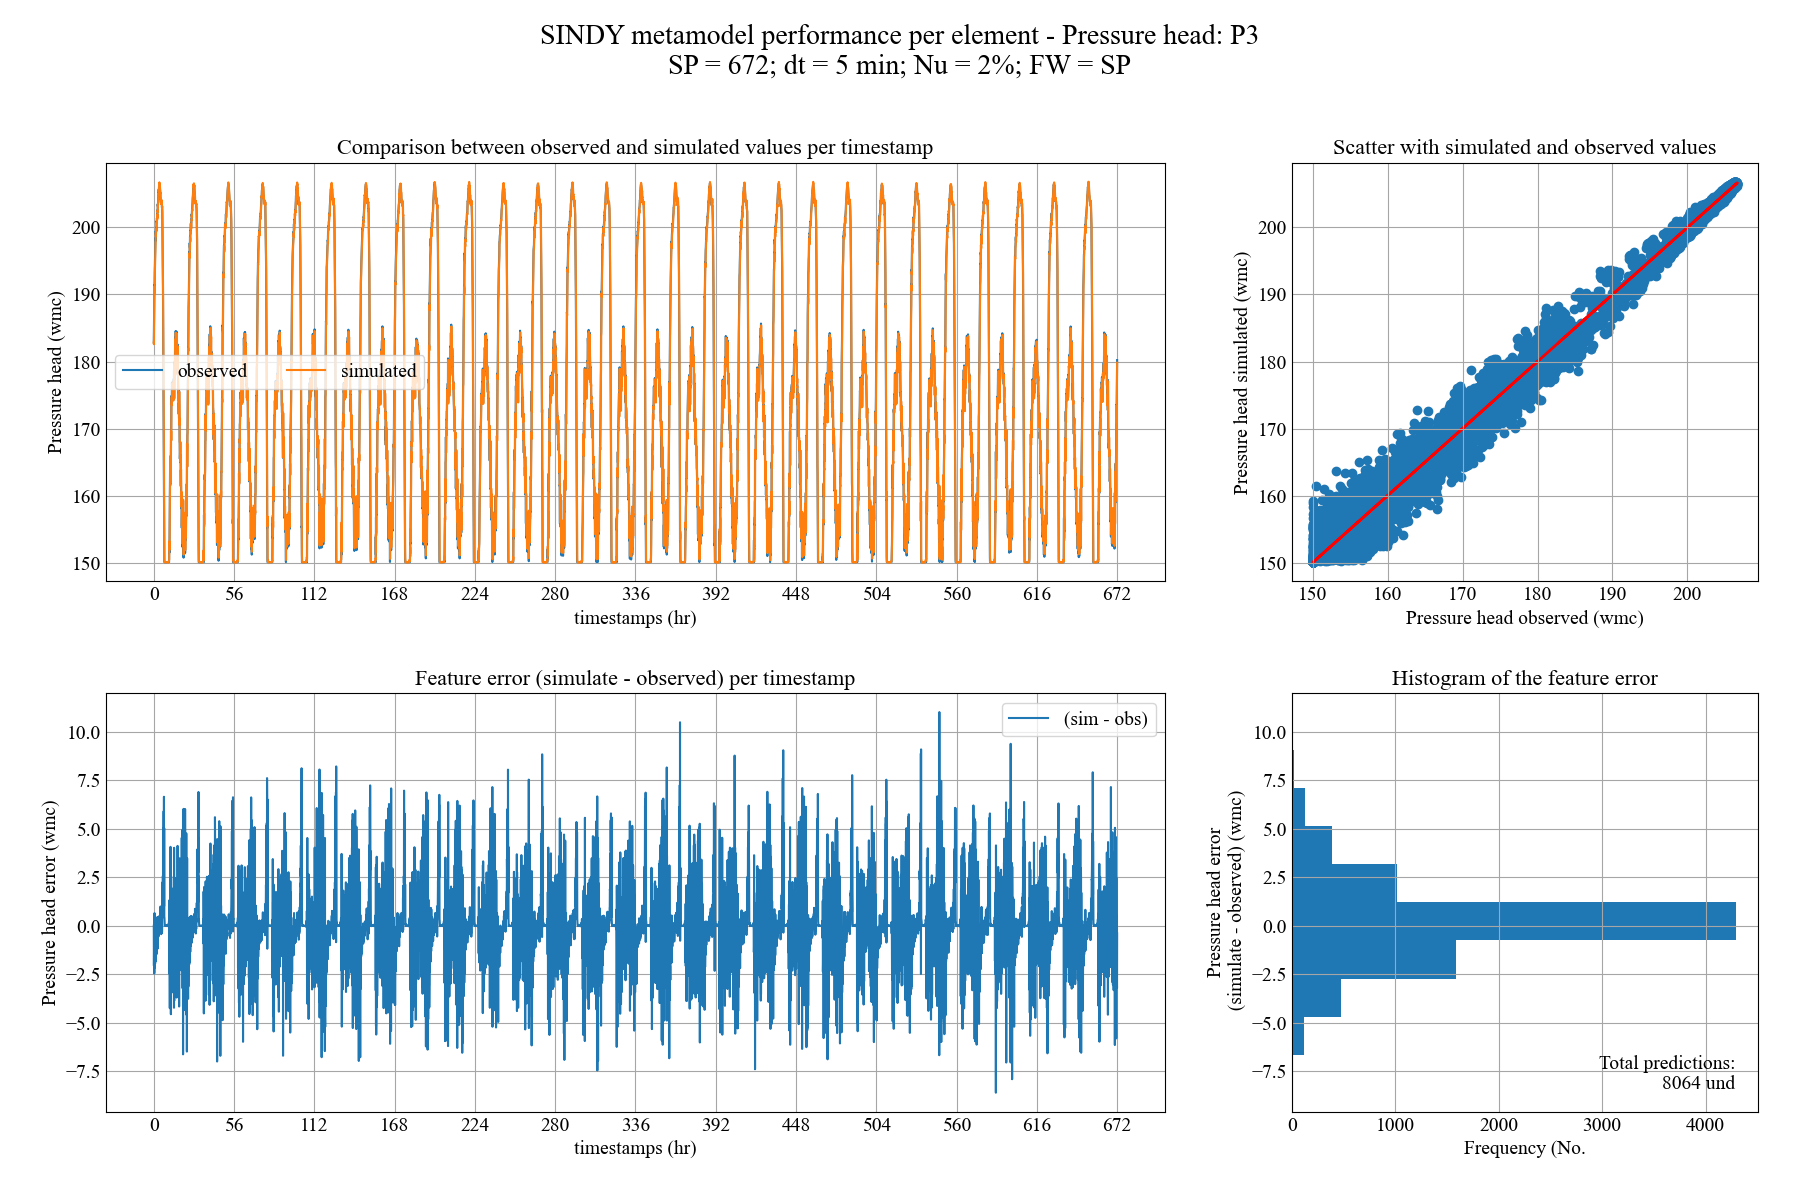 SINDY metamodel performance per element - Pressure head: P3
SP = 672; dt = 5 min; Nu = 2%; FW = SP
Comparison between observed and simulated values per timestamp
Pressure head (wmc)
200
190
180
170
160
150
observed simulated
0 56 112 168 224 280 336 392 448 504 560 616 672
timestamps (hr)
Scatter with simulated and observed values
Pressure head simulated (wmc)
200
190
180
170
160
150
150 160 170 180 190 200
Pressure head observed (wmc)
Feature error (simulate - observed) per timestamp
Pressure head error (wmc)
10.0
7.5
5.0
2.5
0.0
−2.5
−5.0
−7.5
(sim - obs)
0 56 112 168 224 280 336 392 448 504 560 616 672
timestamps (hr)
Histogram of the feature error
Pressure head error
(simulate - observed) (wmc)
10.0
7.5
5.0
2.5
0.0
−2.5
−5.0
−7.5
Total predictions:
8064 und
0 1000 2000 3000 4000
Frequency (No.